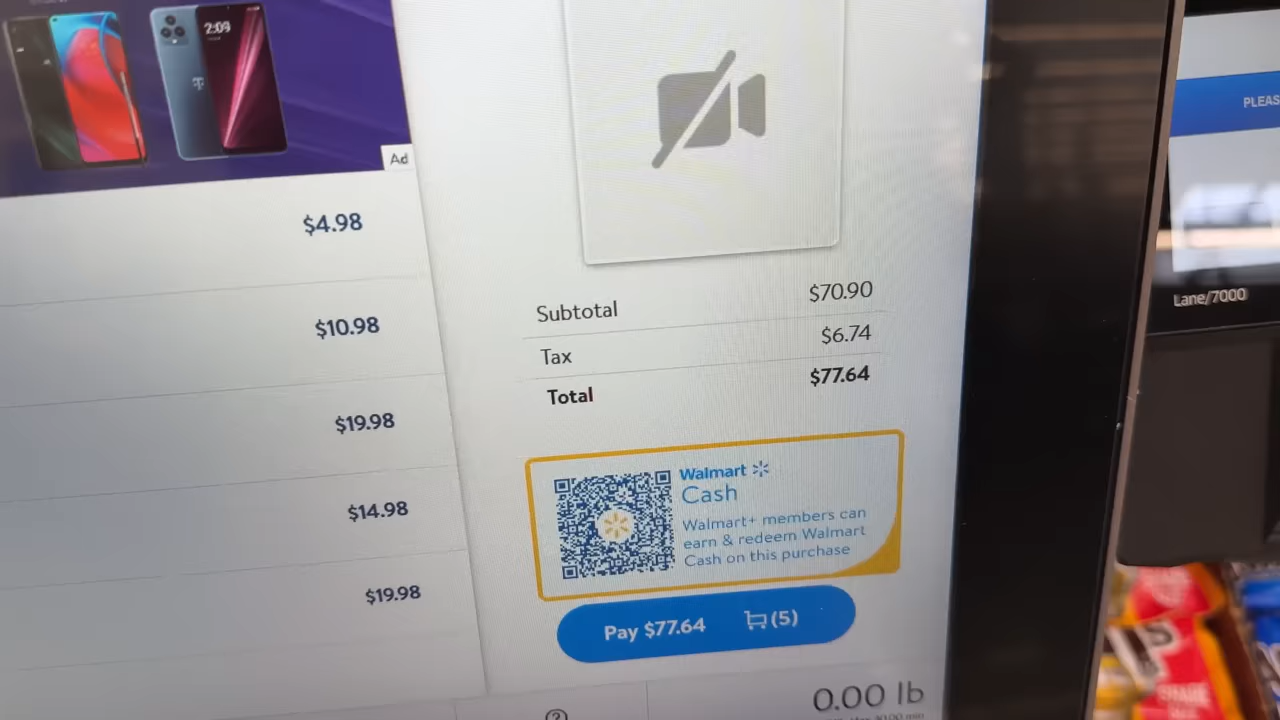 2:09
T
Ad
$4.98
$10.98
$19.98
$14.98
$19.98
Subtotal $70.90
Tax $6.74
Total $77.64
Walmart
Cash
Walmart+ members can
earn & redeem Walmart
Cash on this purchase
Pay $77.64 (5)
0.00 lb
?
PLEAS
Lane/7000